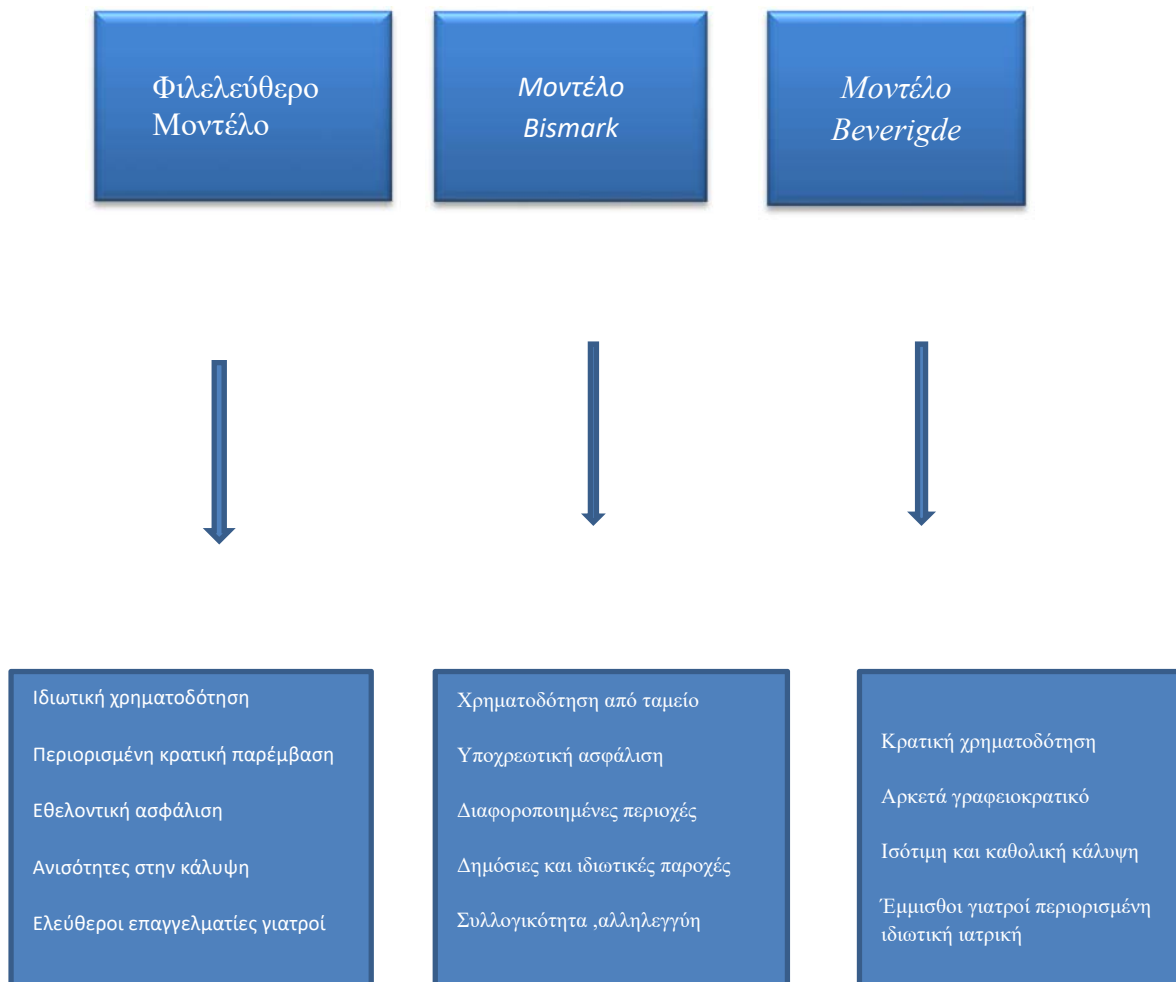 Φιλελεύθερο
Μοντέλο
Μοντέλο
Bismark
Μοντέλο
Beverigde
Ιδιωτική χρηματοδότηση
Περιορισμένη κρατική παρέμβαση
Εθελοντική ασφάλιση
Ανισότητες στην κάλυψη
Ελεύθεροι επαγγελματίες γιατροί
Χρηματοδότηση από ταμείο
Υποχρεωτική ασφάλιση
Διαφοροποιημένες περιοχές
Δημόσιες και ιδιωτικές παροχές
Συλλογικότητα ,αλληλεγγύη
Κρατική χρηματοδότηση
Αρκετά γραφειοκρατικό
Ισότιμη και καθολική κάλυψη
Έμμισθοι γιατροί περιορισμένη
ιδιωτική ιατρική